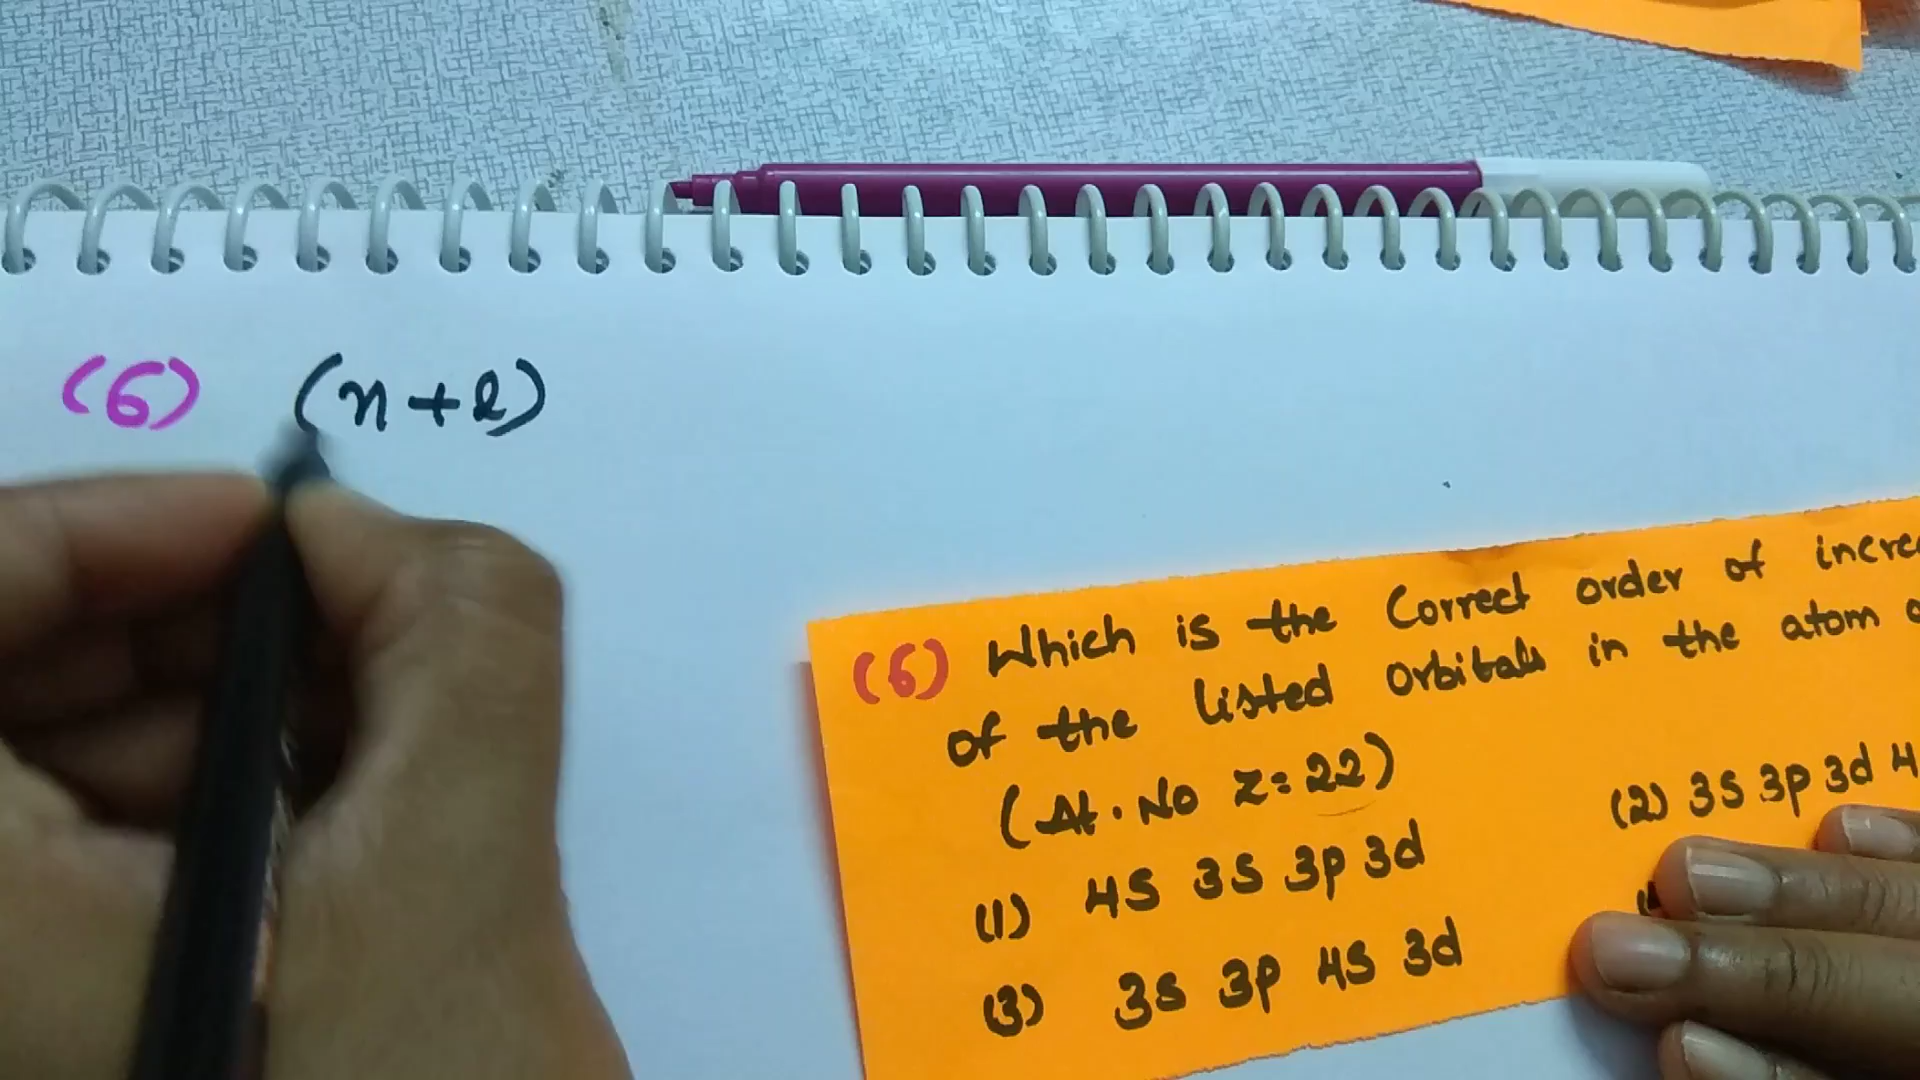 (6) (n+l)
(6) Which is the Correct order of
of the listed Orbitals in the atom
(At. No Z=22)
(1) 4s 3s 3p 3d
(2) 3s 3p 3d
(3) 3s 3p 4s 3d